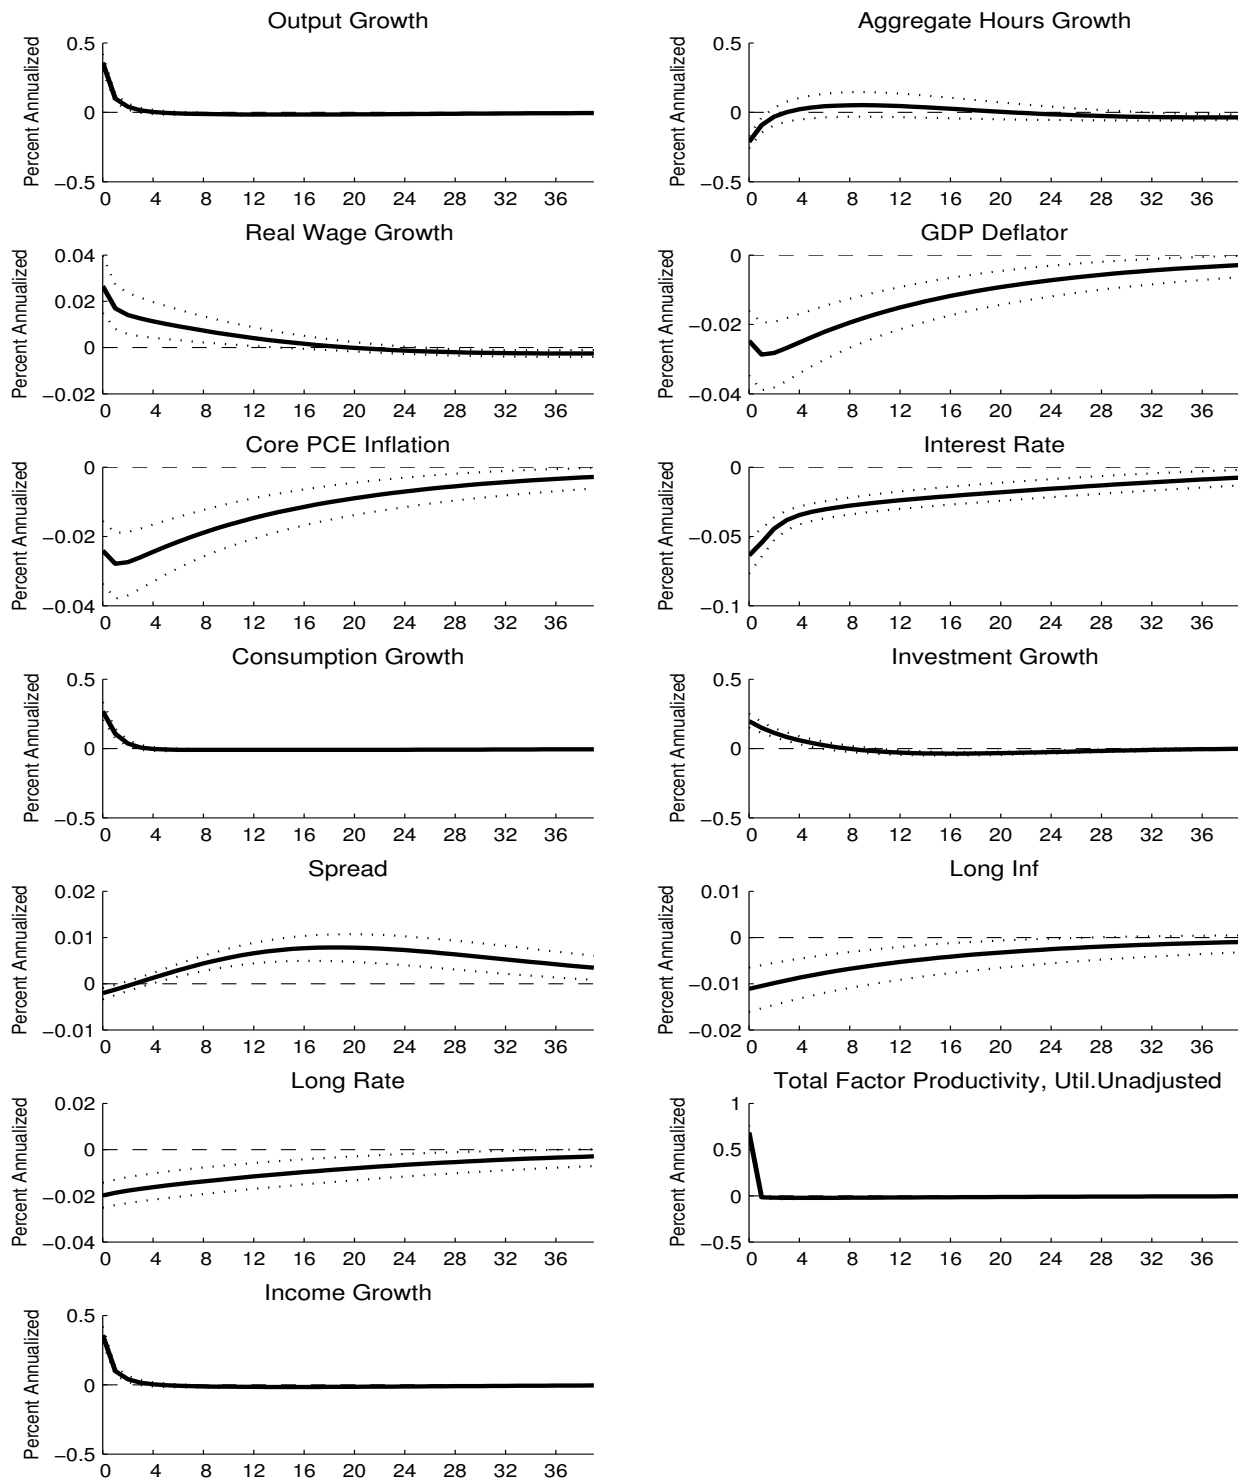 Output Growth
Percent Annualized
0.5
0
−0.5
0 4 8 12 16 20 24 28 32 36
Aggregate Hours Growth
Percent Annualized
0.5
0
−0.5
0 4 8 12 16 20 24 28 32 36
Real Wage Growth
Percent Annualized
0.04
0.02
0
−0.02
0 4 8 12 16 20 24 28 32 36
GDP Deflator
Percent Annualized
0
−0.02
−0.04
0 4 8 12 16 20 24 28 32 36
Core PCE Inflation
Percent Annualized
0
−0.02
−0.04
0 4 8 12 16 20 24 28 32 36
Interest Rate
Percent Annualized
0
−0.05
−0.1
0 4 8 12 16 20 24 28 32 36
Consumption Growth
Percent Annualized
0.5
0
−0.5
0 4 8 12 16 20 24 28 32 36
Investment Growth
Percent Annualized
0.5
0
−0.5
0 4 8 12 16 20 24 28 32 36
Spread
Percent Annualized
0.02
0.01
0
−0.01
0 4 8 12 16 20 24 28 32 36
Long Inf
Percent Annualized
0.01
0
−0.01
−0.02
0 4 8 12 16 20 24 28 32 36
Long Rate
Percent Annualized
0.02
0
−0.02
−0.04
0 4 8 12 16 20 24 28 32 36
Total Factor Productivity, Util.Unadjusted
Percent Annualized
1
0.5
0
−0.5
0 4 8 12 16 20 24 28 32 36
Income Growth
Percent Annualized
0.5
0
−0.5
0 4 8 12 16 20 24 28 32 36